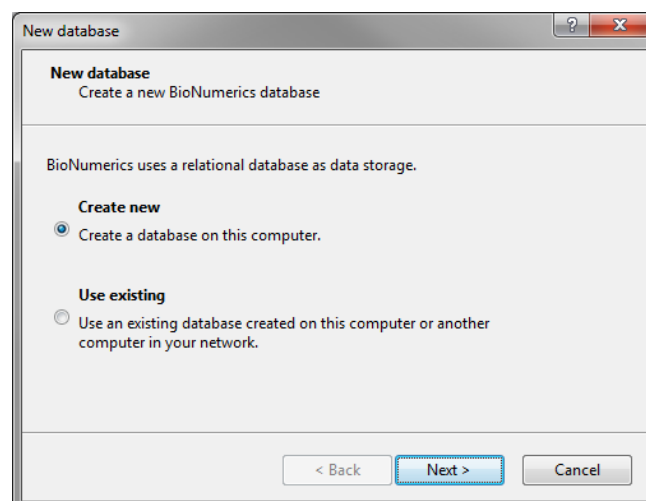 New database
New database
Create a new BioNumerics database
BioNumerics uses a relational database as data storage.
Create new
Create a database on this computer.
Use existing
Use an existing database created on this computer or another
computer in your network.
< Back
Next >
Cancel